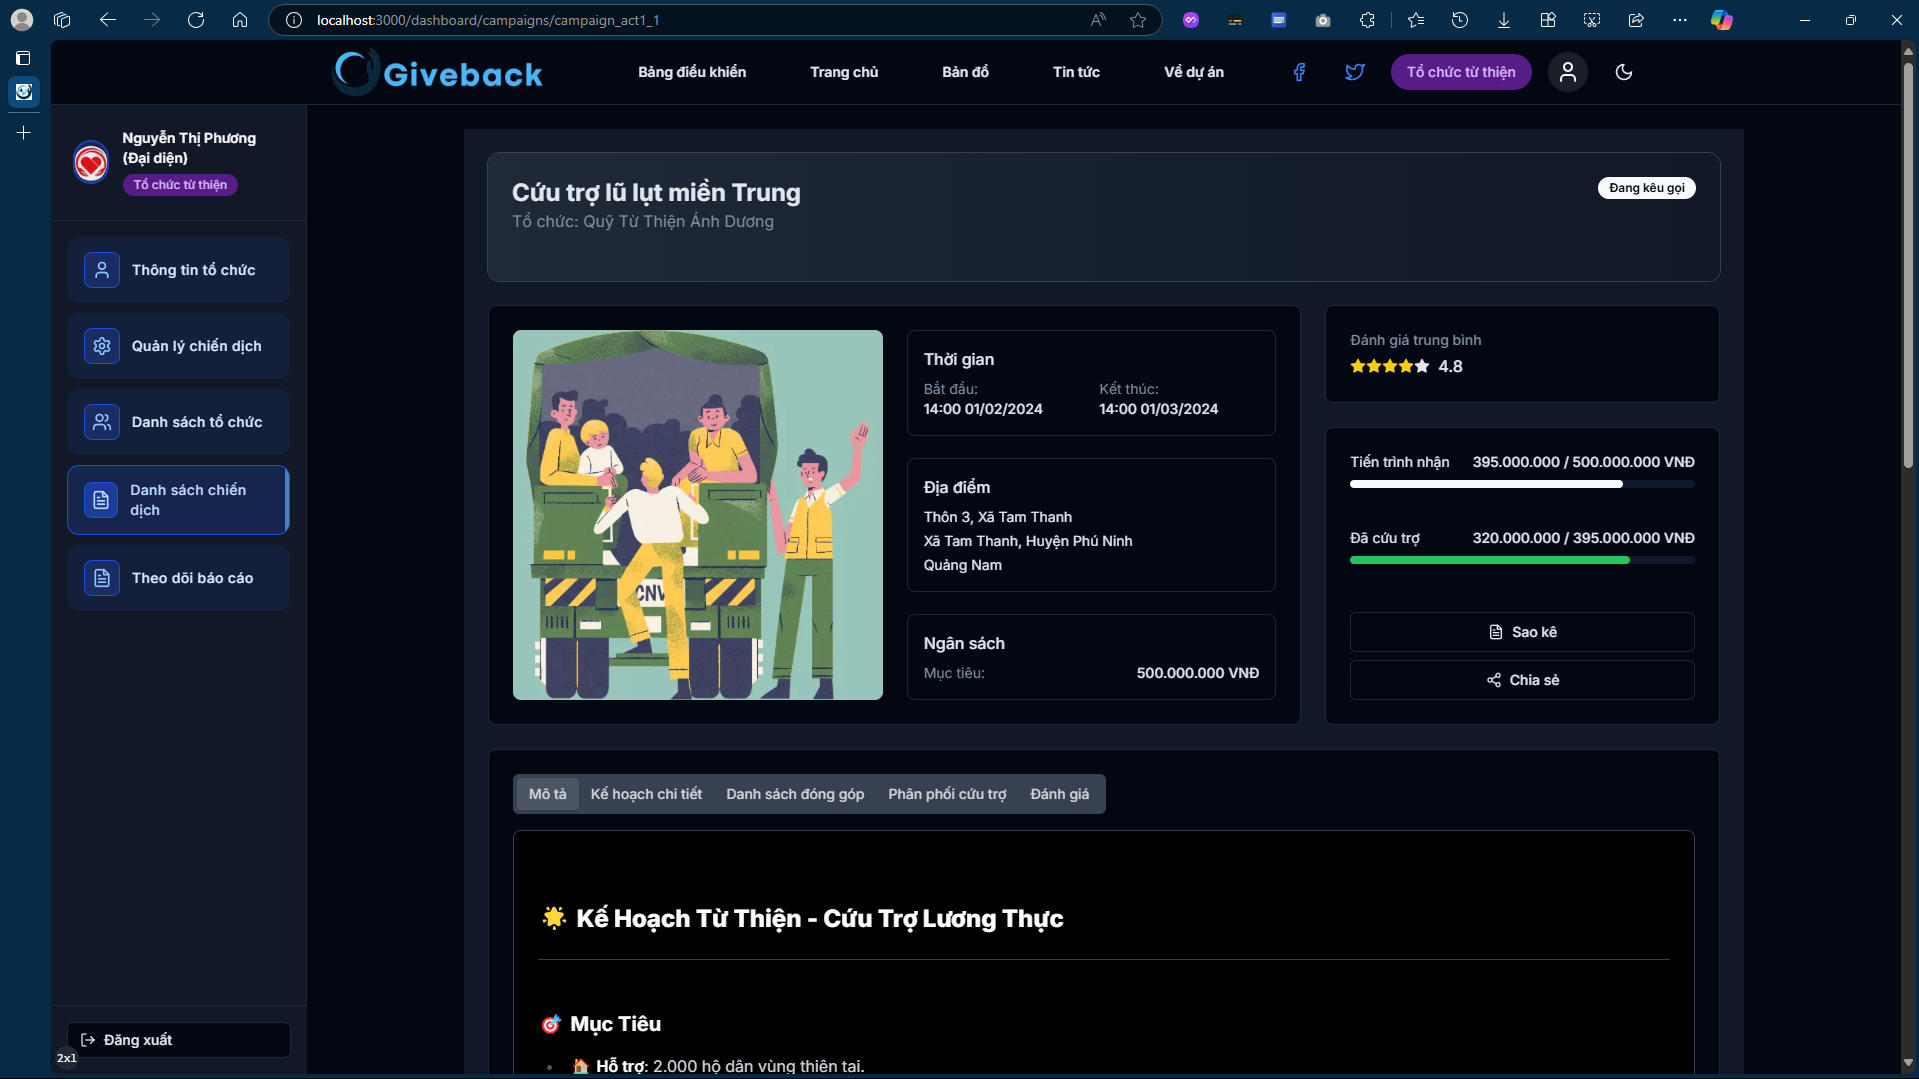 localhost:3000/dashboard/campaigns/campaign_act1_1
Giveback
Bảng điều khiển
Trang chủ
Bản đồ
Tin tức
Về dự án
Tổ chức từ thiện
Nguyễn Thị Phương
(Đại diện)
Tổ chức từ thiện
Thông tin tổ chức
Quản lý chiến dịch
Danh sách tổ chức
Danh sách chiến
dịch
Theo dõi báo cáo
Đăng xuất
2x1
Cứu trợ lũ lụt miền Trung
Đang kêu gọi
Tổ chức: Quỹ Từ Thiện Ánh Dương
CNV
Thời gian
Bắt đầu:
14:00 01/02/2024
Kết thúc:
14:00 01/03/2024
Địa điểm
Thôn 3, Xã Tam Thanh
Xã Tam Thanh, Huyện Phú Ninh
Quảng Nam
Ngân sách
Mục tiêu:
500.000.000 VNĐ
Đánh giá trung bình
4.8
Tiến trình nhận
395.000.000 / 500.000.000 VNĐ
Đã cứu trợ
320.000.000 / 395.000.000 VNĐ
Sao kê
Chia sẻ
Mô tả
Kế hoạch chi tiết
Danh sách đóng góp
Phân phối cứu trợ
Đánh giá
🌟 Kế Hoạch Từ Thiện - Cứu Trợ Lương Thực
🎯 Mục Tiêu
• 🏠 Hỗ trợ: 2.000 hộ dân vùng thiên tai.